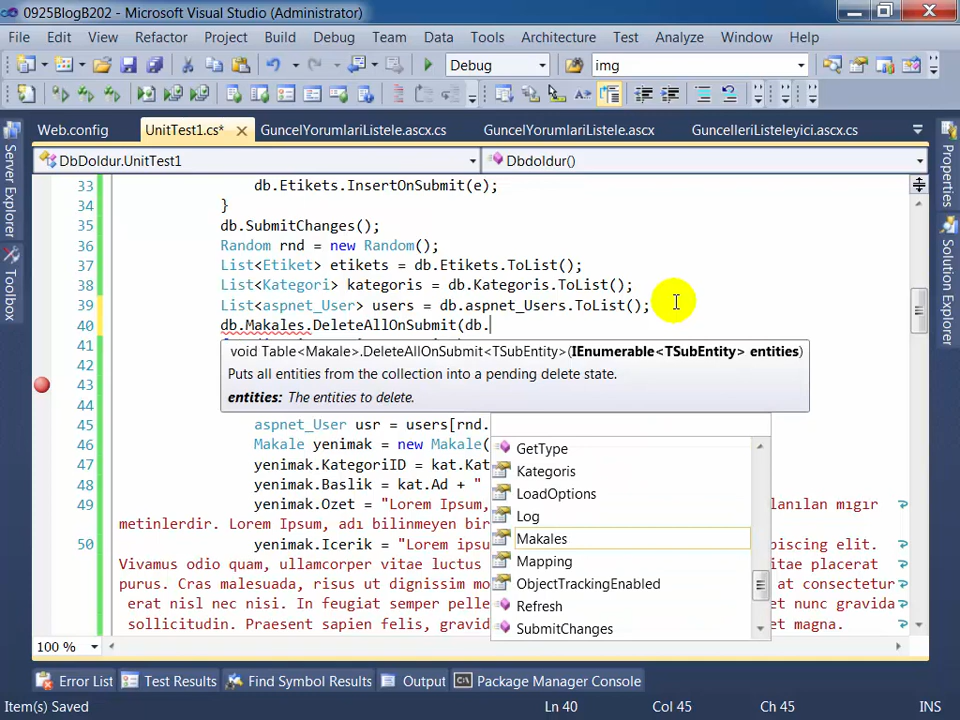 0925BlogB202 - Microsoft Visual Studio (Administrator)
File Edit View Refactor Project Build Debug Team Data Tools Architecture Test Analyze Window Help
Debug img
Web.config UnitTest1.cs* GuncelYorumlariListele.ascx.cs GuncelYorumlariListele.ascx GuncelleriListeleyici.ascx.cs
DbDoldur.UnitTest1 Dbdoldur()
Server Explorer
Toolbox
Properties
Solution Explorer
33 db.Etikets.InsertOnSubmit(e);
34 }
35 db.SubmitChanges();
36 Random rnd = new Random();
37 List<Etiket> etikets = db.Etikets.ToList();
38 List<Kategori> kategoris = db.Kategoris.ToList();
39 List<aspnet_User> users = db.aspnet_Users.ToList();
40 db.Makales.DeleteAllOnSubmit(db.
41
void Table<Makale>.DeleteAllOnSubmit<TSubEntity>(IEnumerable<TSubEntity> entities)
42
Puts all entities from the collection into a pending delete state.
43
entities: The entities to delete.
44
45 aspnet_User usr = users[rnd.
46 Makale yenimak = new Makale(
47 yenimak.KategoriID = kat.Kat
48 yenimak.Baslik = kat.Ad + "
49 yenimak.Ozet = "Lorem Ipsum, anılan mıgır
metinlerdir. Lorem Ipsum, adı bilinmeyen bir
50 yenimak.Icerik = "Lorem ipsu piscing elit.
Vivamus odio quam, ullamcorper vitae luctus itae placerat
purus. Cras malesuada, risus ut dignissim mo at consectetur
erat nisl nec nisi. In feugiat semper pelle nunc gravida
sollicitudin. Praesent sapien felis, gravid et magna.
GetType
Kategoris
LoadOptions
Log
Makales
Mapping
ObjectTrackingEnabled
Refresh
SubmitChanges
100 %
Error List Test Results Find Symbol Results Output Package Manager Console
Item(s) Saved Ln 40 Col 45 Ch 45 INS